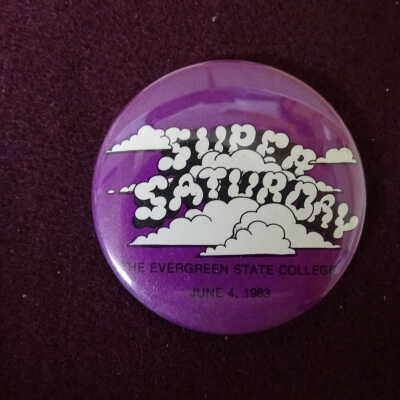 SUPER
SATURDAY
THE EVERGREEN STATE COLLEGE
JUNE 4, 1983